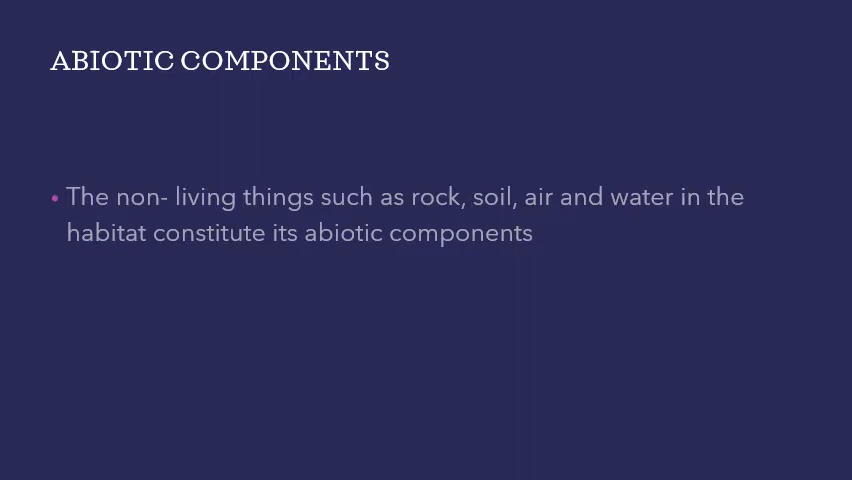 ABIOTIC COMPONENTS
• The non- living things such as rock, soil, air and water in the
habitat constitute its abiotic components